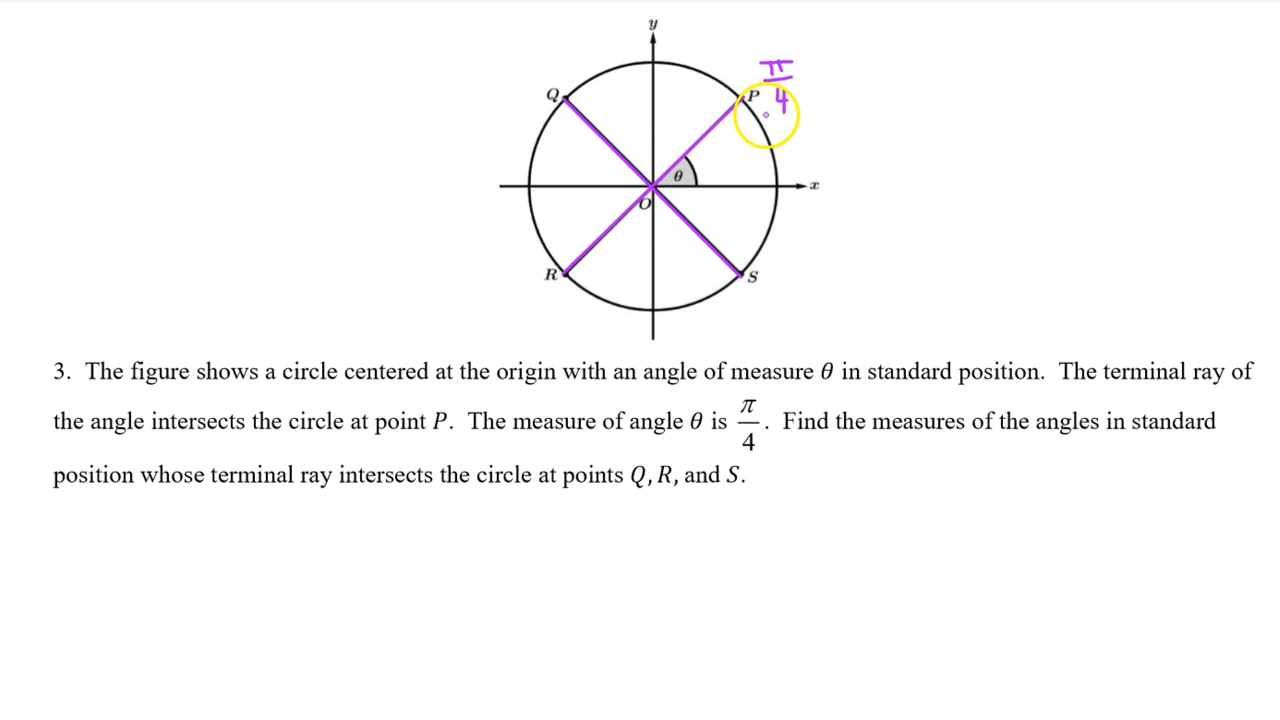 y
π
Q P 4
θ
x
O
R S
3. The figure shows a circle centered at the origin with an angle of measure θ in standard position. The terminal ray of
the angle intersects the circle at point P. The measure of angle θ is π/4. Find the measures of the angles in standard
position whose terminal ray intersects the circle at points Q, R, and S.